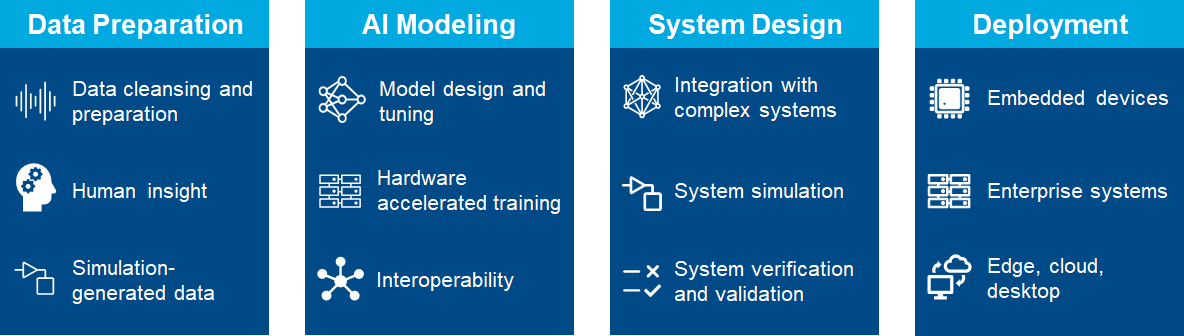 Data Preparation
Data cleansing and
preparation
Human insight
Simulation-
generated data
AI Modeling
Model design and
tuning
Hardware
accelerated training
Interoperability
System Design
Integration with
complex systems
System simulation
System verification
and validation
Deployment
Embedded devices
Enterprise systems
Edge, cloud,
desktop